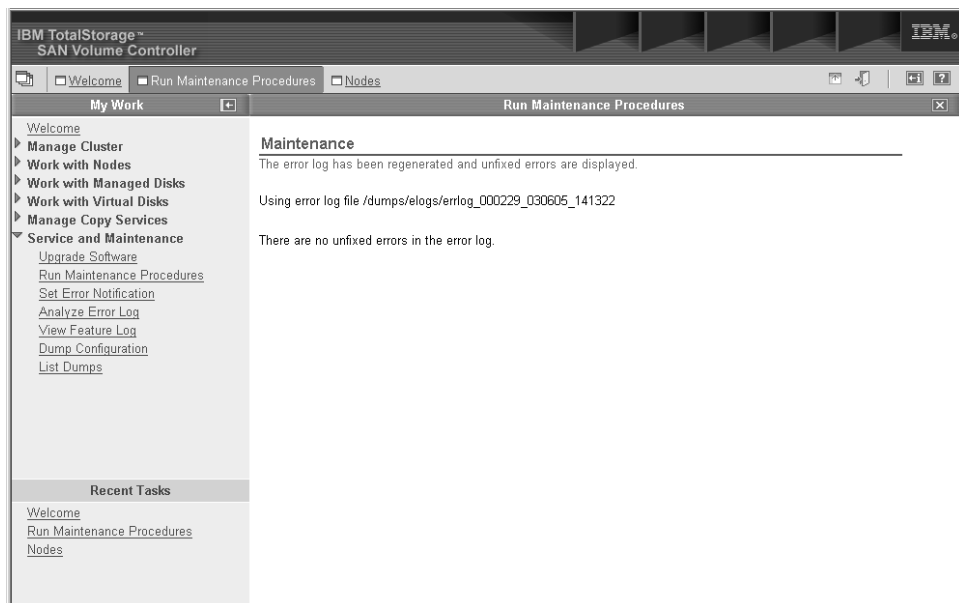 IBM TotalStorage™
SAN Volume Controller
IBM®
Welcome
Run Maintenance Procedures
Nodes
?
My Work
Run Maintenance Procedures
Welcome
Manage Cluster
Work with Nodes
Work with Managed Disks
Work with Virtual Disks
Manage Copy Services
Service and Maintenance
Upgrade Software
Run Maintenance Procedures
Set Error Notification
Analyze Error Log
View Feature Log
Dump Configuration
List Dumps
Maintenance
The error log has been regenerated and unfixed errors are displayed.
Using error log file /dumps/elogs/errlog_000229_030605_141322
There are no unfixed errors in the error log.
Recent Tasks
Welcome
Run Maintenance Procedures
Nodes